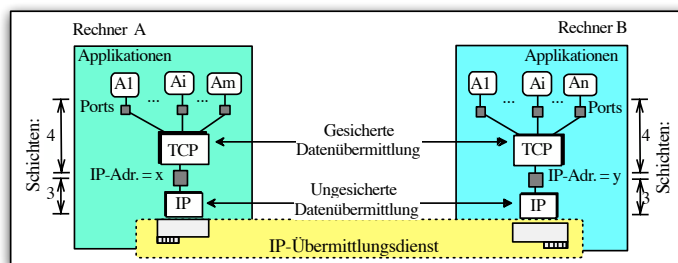 Rechner A
Rechner B
Applikationen
Applikationen
A1
Ai
Am
A1
Ai
An
...
...
...
...
Ports
Ports
Schichten:
4
3
Schichten:
4
3
TCP
TCP
Gesicherte
Datenübermittlung
IP-Adr. = x
IP-Adr. = y
Ungesicherte
Datenübermittlung
IP
IP
IP-Übermittlungsdienst